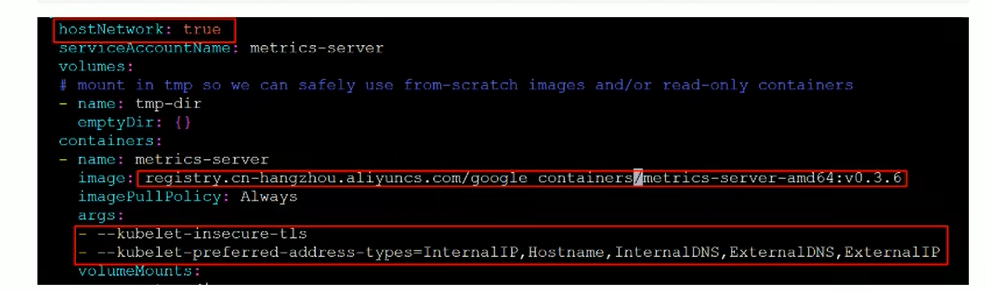 hostNetwork: true
serviceAccountName: metrics-server
volumes:
# mount in tmp so we can safely use from-scratch images and/or read-only containers
- name: tmp-dir
emptyDir: {}
containers:
- name: metrics-server
image: registry.cn-hangzhou.aliyuncs.com/google_containers/metrics-server-amd64:v0.3.6
imagePullPolicy: Always
args:
- --kubelet-insecure-tls
- --kubelet-preferred-address-types=InternalIP,Hostname,InternalDNS,ExternalDNS,ExternalIP
volumeMounts: